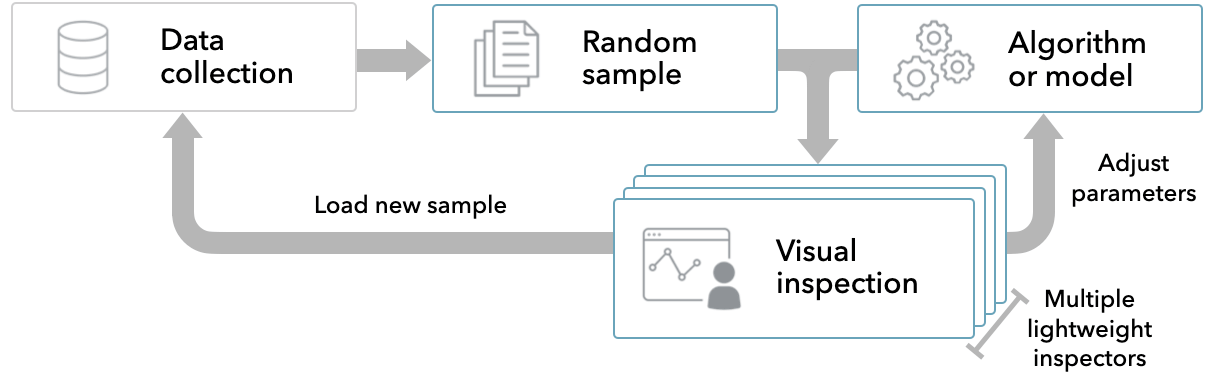 Data
collection
Random
sample
Algorithm
or model
Load new sample
Adjust
parameters
Visual
inspection
Multiple
lightweight
inspectors